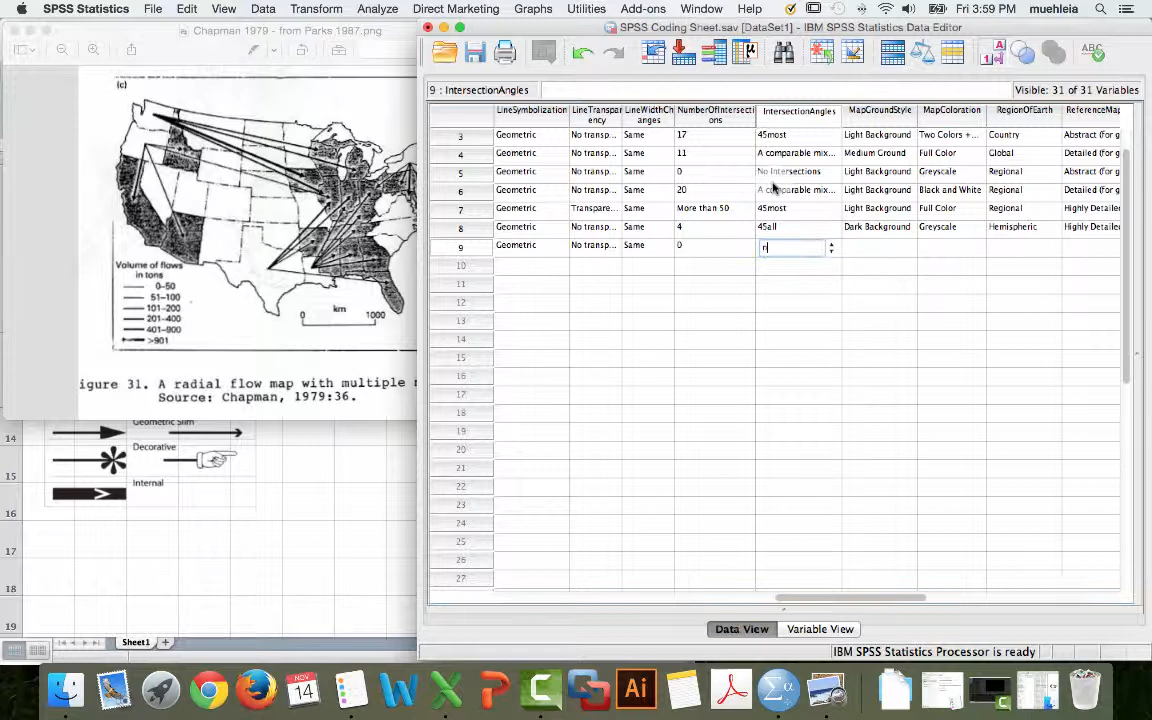 SPSS Statistics File Edit View Data Transform Analyze Direct Marketing Graphs Utilities Add-ons Window Help Fri 3:59 PM muehleia
Chapman 1979 - from Parks 1987.png
(c)
Volume of flows
in tons
0-50
51-100
101-200
201-400
401-900
>901
km
0 1000
igure 31. A radial flow map with multiple
Source: Chapman, 1979:36.
14
Decorative
15
Internal
16
17
18
19
Sheet1
SPSS Coding Sheet.sav [DataSet1] - IBM SPSS Statistics Data Editor
9 : IntersectionAngles Visible: 31 of 31 Variables
LineSymbolization LineTranspar ency LineWidthCh anges NumberOfIntersecti ons IntersectionAngles MapGroundStyle MapColoration RegionOfEarth ReferenceMap
3 Geometric No transp... Same 17 45most Light Background Two Colors +... Country Abstract (for g
4 Geometric No transp... Same 11 A comparable mix... Medium Ground Full Color Global Detailed (for g
5 Geometric No transp... Same 0 No Intersections Light Background Greyscale Regional Abstract (for g
6 Geometric No transp... Same 20 A comparable mix... Light Background Black and White Regional Detailed (for g
7 Geometric Transpare... Same More than 50 45most Light Background Full Color Regional Highly Detailed
8 Geometric No transp... Same 4 45all Dark Background Greyscale Hemispheric Highly Detailed
9 Geometric No transp... Same 0 n
10
11
12
13
14
15
16
17
18
19
20
21
22
23
24
25
26
27
Data View Variable View
IBM SPSS Statistics Processor is ready
NOV
14